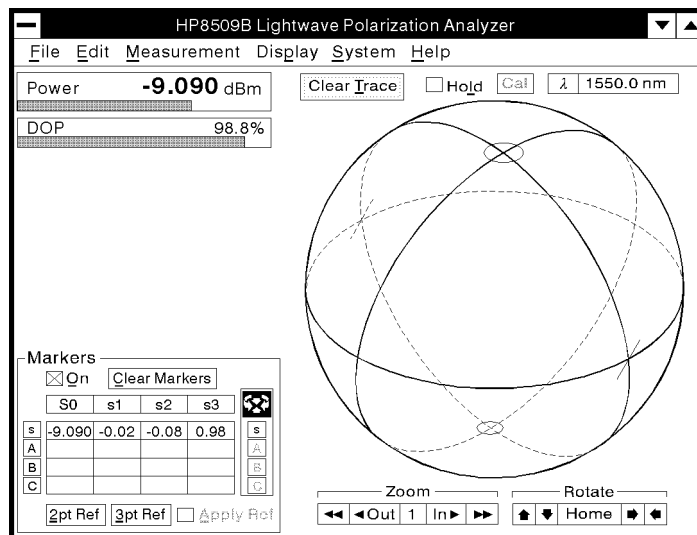 HP8509B Lightwave Polarization Analyzer
File Edit Measurement Display System Help
Power -9.090 dBm
DOP 98.8%
Clear Trace Hold Cal λ 1550.0 nm
Markers
On Clear Markers
S0 s1 s2 s3
s -9.090 -0.02 -0.08 0.98 s
A A
B B
C C
2pt Ref 3pt Ref Apply Ref
Zoom
Out 1 In
Rotate
Home